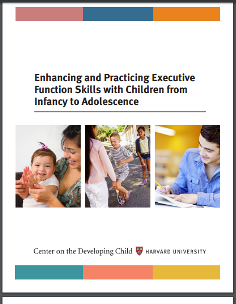 Enhancing and Practicing Executive
Function Skills with Children from
Infancy to Adolescence
Center on the Developing Child HARVARD UNIVERSITY